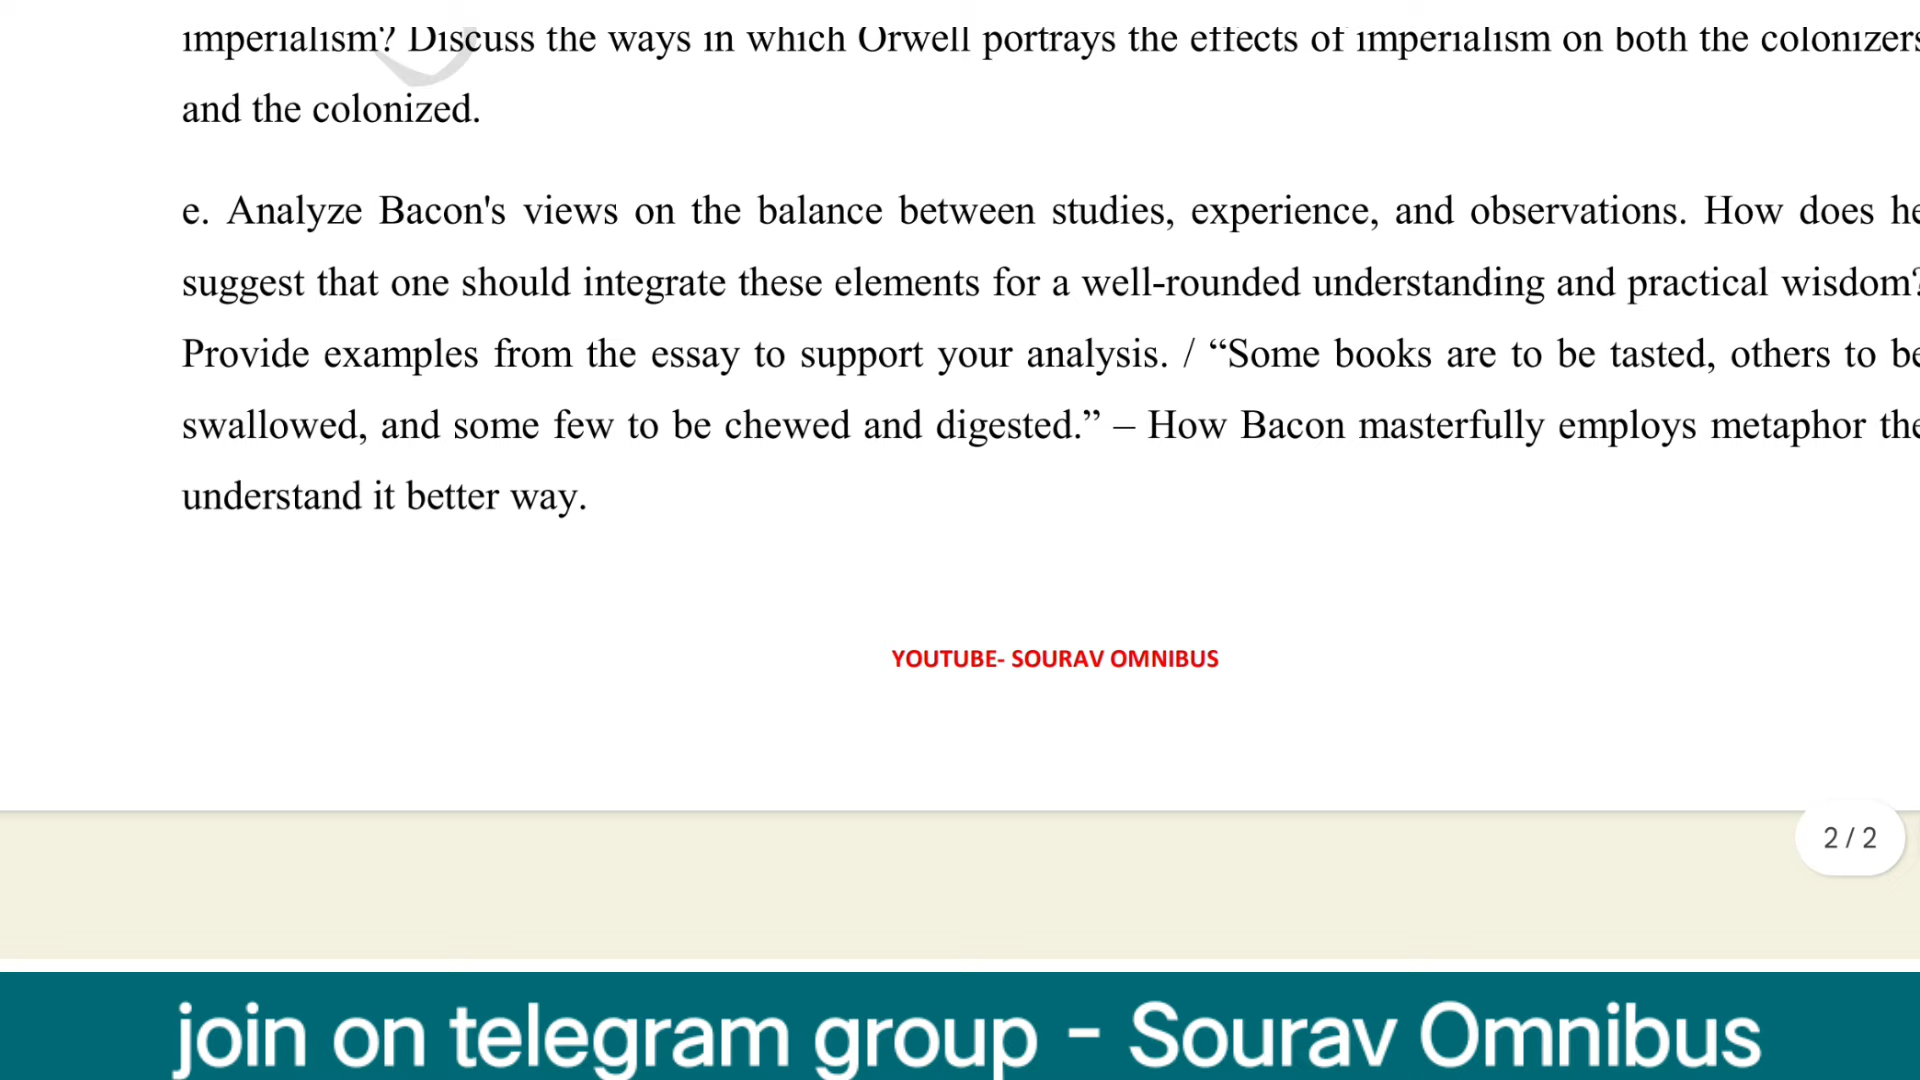 imperialism? Discuss the ways in which Orwell portrays the effects of imperialism on both the colonizers
and the colonized.
e. Analyze Bacon's views on the balance between studies, experience, and observations. How does he
suggest that one should integrate these elements for a well-rounded understanding and practical wisdom?
Provide examples from the essay to support your analysis. / “Some books are to be tasted, others to be
swallowed, and some few to be chewed and digested.” – How Bacon masterfully employs metaphor the
understand it better way.
YOUTUBE- SOURAV OMNIBUS
2 / 2
join on telegram group - Sourav Omnibus